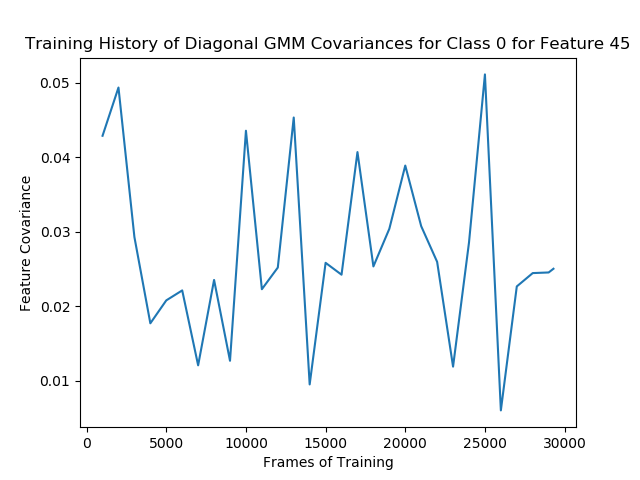 Training History of Diagonal GMM Covariances for Class 0 for Feature 45
0.05
0.04
0.03
0.02
0.01
Feature Covariance
0 5000 10000 15000 20000 25000 30000
Frames of Training